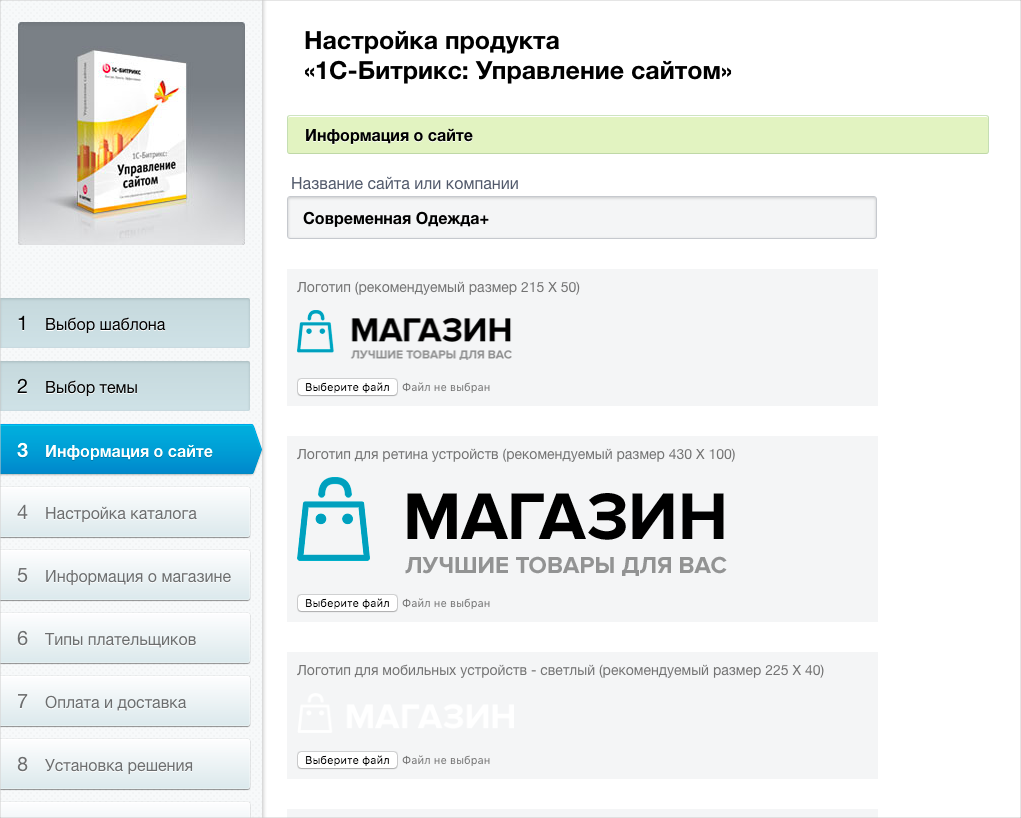 1С-БИТРИКС
1С-Битрикс:
Управление
сайтом
1 Выбор шаблона
2 Выбор темы
3 Информация о сайте
4 Настройка каталога
5 Информация о магазине
6 Типы плательщиков
7 Оплата и доставка
8 Установка решения
Настройка продукта
«1С-Битрикс: Управление сайтом»
Информация о сайте
Название сайта или компании
Современная Одежда+
Логотип (рекомендуемый размер 215 X 50)
МАГАЗИН
ЛУЧШИЕ ТОВАРЫ ДЛЯ ВАС
Выберите файл Файл не выбран
Логотип для ретина устройств (рекомендуемый размер 430 X 100)
МАГАЗИН
ЛУЧШИЕ ТОВАРЫ ДЛЯ ВАС
Выберите файл Файл не выбран
Логотип для мобильных устройств - светлый (рекомендуемый размер 225 X 40)
МАГАЗИН
Выберите файл Файл не выбран